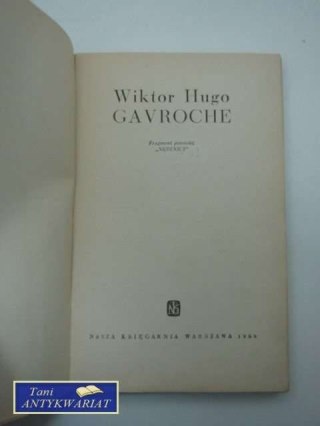 Wiktor Hugo
GAVROCHE
Fragment powieści
„NĘDZNICY"
NASZA KSIĘGARNIA WARSZAWA
Tani
ANTYKWARIAT